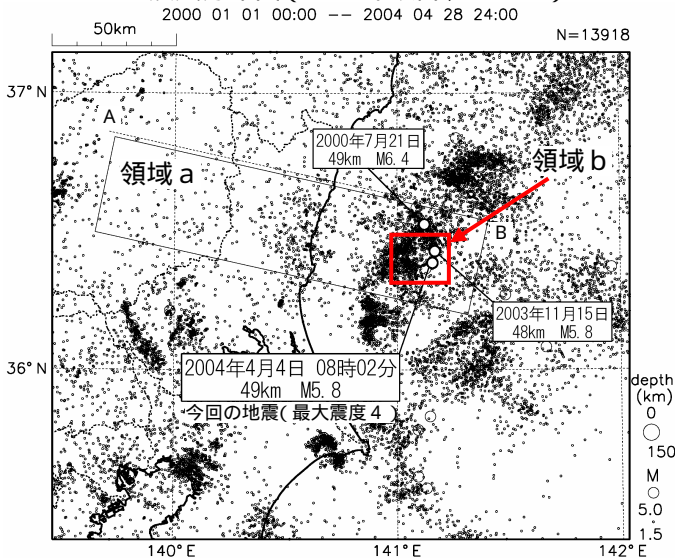 2000 01 01 00:00 -- 2004 04 28 24:00
50km
N=13918
37°N
A
2000年7月21日
49km M6.4
領域a
領域b
B
2003年11月15日
48km M5.8
36°N
2004年4月4日 08時02分
49km M5.8
今回の地震(最大震度4)
depth
(km)
0
150
M
5.0
1.5
140°E
141°E
142°E